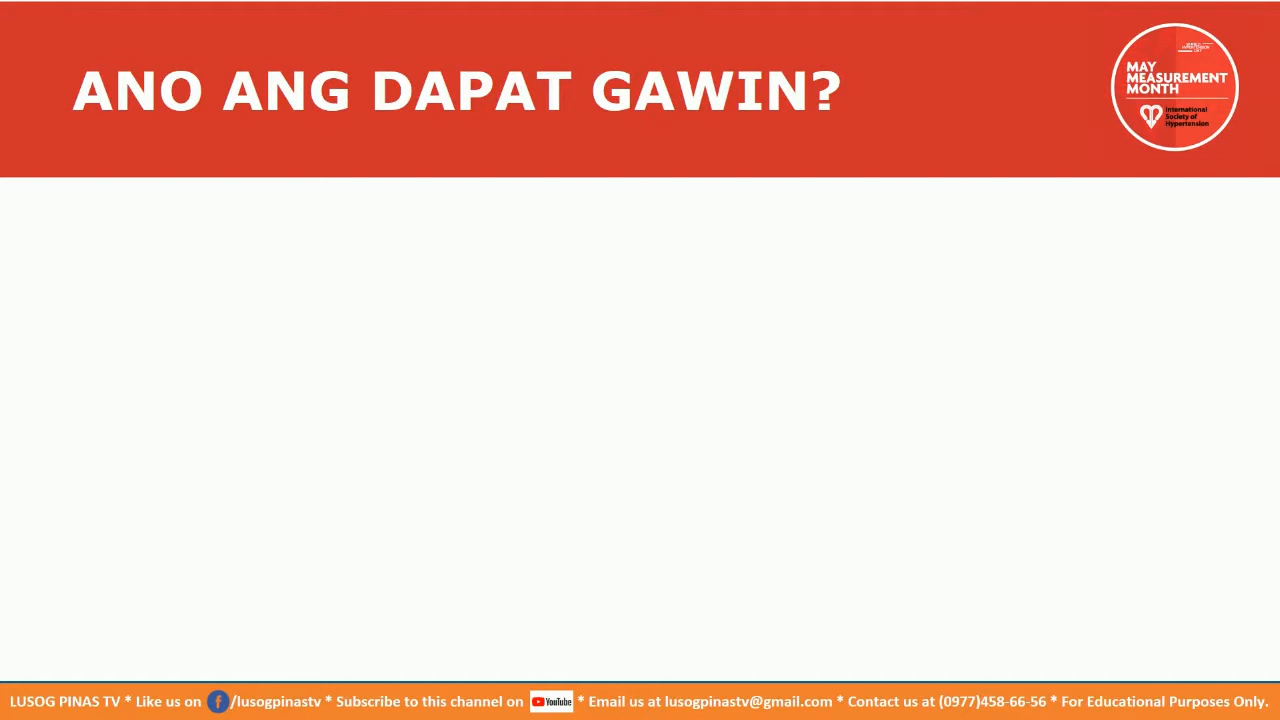 ANO ANG DAPAT GAWIN?
MAY
MEASUREMENT
MONTH
International
Society of
Hypertension
LUSOG PINAS TV * Like us on f/lusogpinastv * Subscribe to this channel on YouTube * Email us at lusogpinastv@gmail.com * Contact us at (0977)458-66-56 * For Educational Purposes Only.